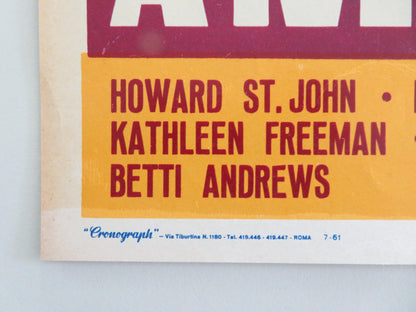 HOWARD ST. JOHN •
KATHLEEN FREEMAN
BETTI ANDREWS
"Cronograph" – Via Tiburtina N. 1180 - Tel. 419.446 - 419.447 - ROMA 7-61